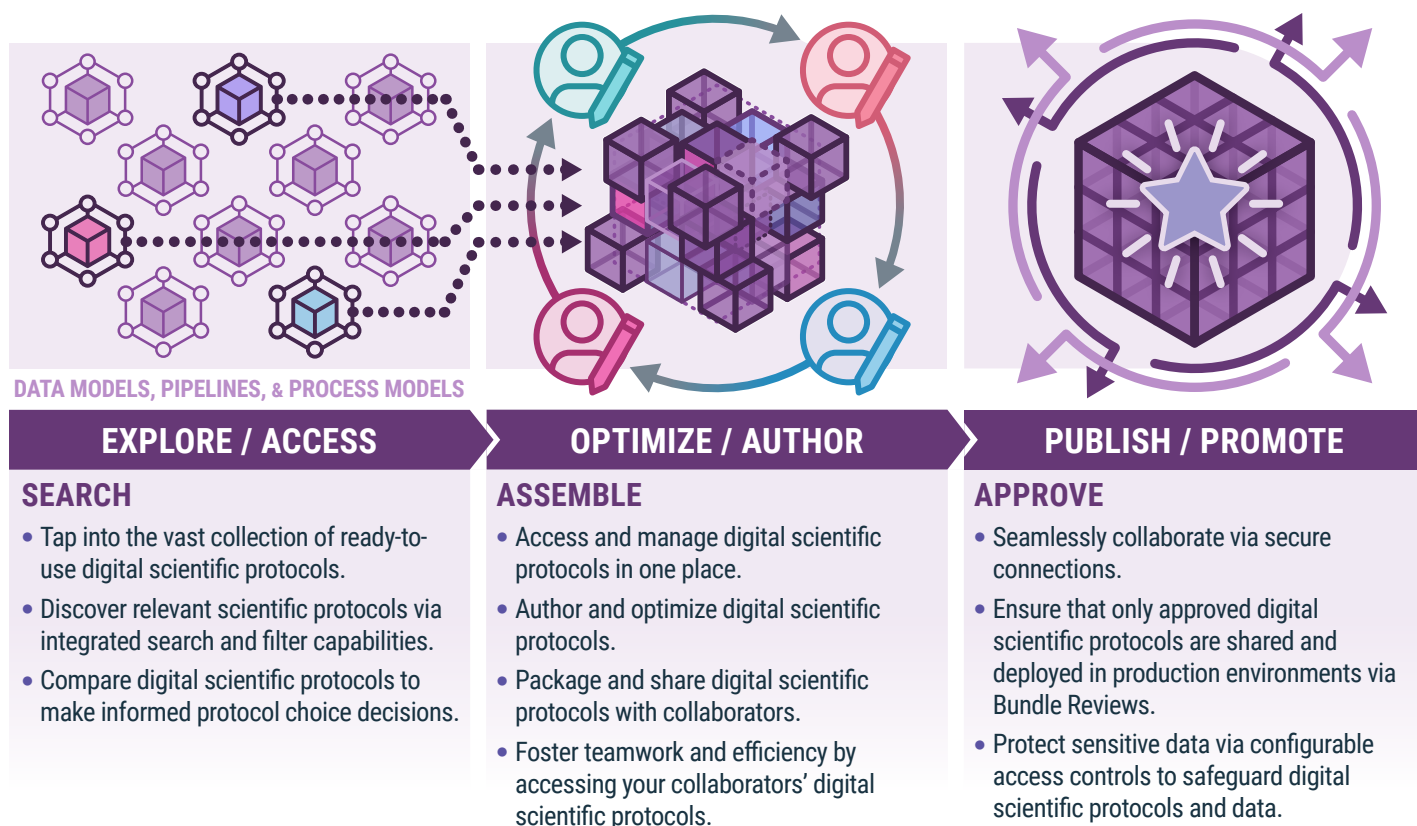 DATA MODELS, PIPELINES, & PROCESS MODELS
EXPLORE / ACCESS
SEARCH
• Tap into the vast collection of ready-to-
use digital scientific protocols.
• Discover relevant scientific protocols via
integrated search and filter capabilities.
• Compare digital scientific protocols to
make informed protocol choice decisions.
OPTIMIZE / AUTHOR
ASSEMBLE
• Access and manage digital scientific
protocols in one place.
• Author and optimize digital scientific
protocols.
• Package and share digital scientific
protocols with collaborators.
• Foster teamwork and efficiency by
accessing your collaborators’ digital
scientific protocols.
PUBLISH / PROMOTE
APPROVE
• Seamlessly collaborate via secure
connections.
• Ensure that only approved digital
scientific protocols are shared and
deployed in production environments via
Bundle Reviews.
• Protect sensitive data via configurable
access controls to safeguard digital
scientific protocols and data.